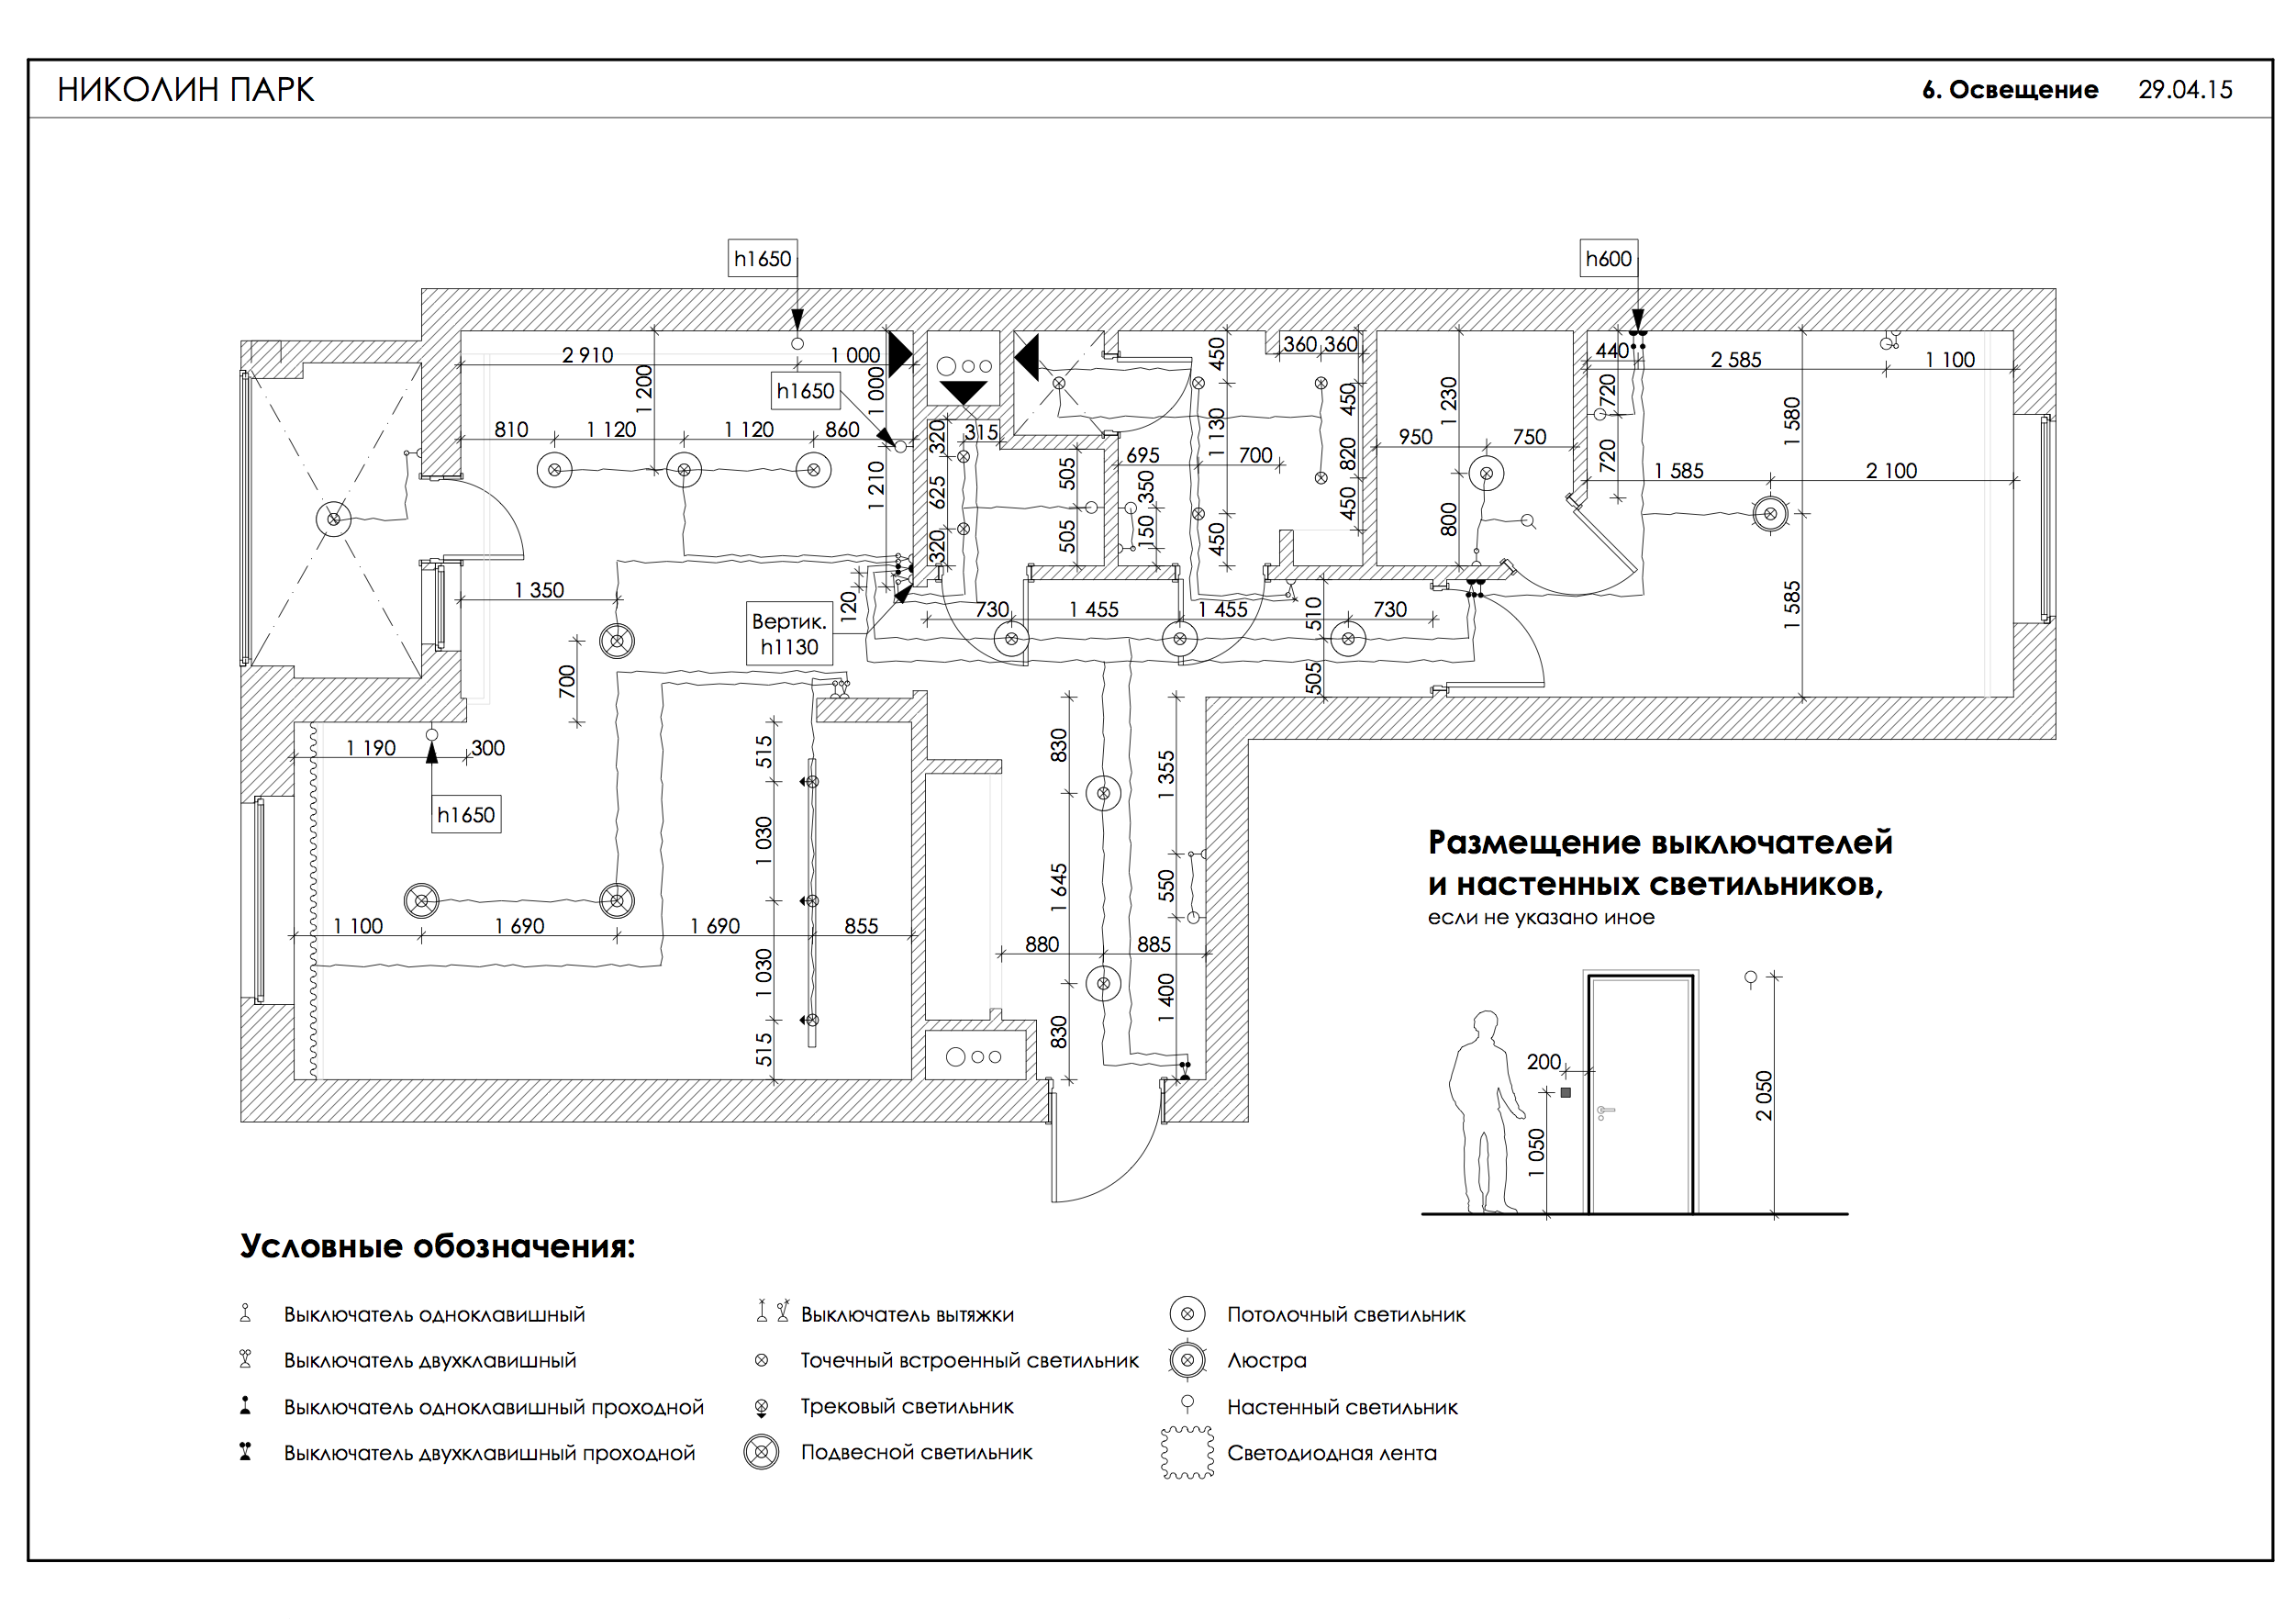 НИКОЛИН ПАРК
6. Освещение 29.04.15
h1650
h600
2 910
1 000
h1650
1 200
1 000
810
1 120
1 120
860
1 210
320
315
625
320
505
505
450
360
360
1 130
450
695
700
350
150
450
820
450
1 230
950
750
800
440
2 585
1 100
720
720
1 580
1 585
2 100
1 585
1 350
120
Вертик.
h1130
730
1 455
1 455
730
510
505
700
1 190
300
h1650
515
1 030
1 030
515
1 100
1 690
1 690
855
830
1 645
830
1 355
550
1 400
880
885
Размещение выключателей
и настенных светильников,
если не указано иное
200
1 050
2 050
Условные обозначения:
Выключатель одноклавишный
Выключатель двухклавишный
Выключатель одноклавишный проходной
Выключатель двухклавишный проходной
Выключатель вытяжки
Точечный встроенный светильник
Трековый светильник
Подвесной светильник
Потолочный светильник
Люстра
Настенный светильник
Светодиодная лента